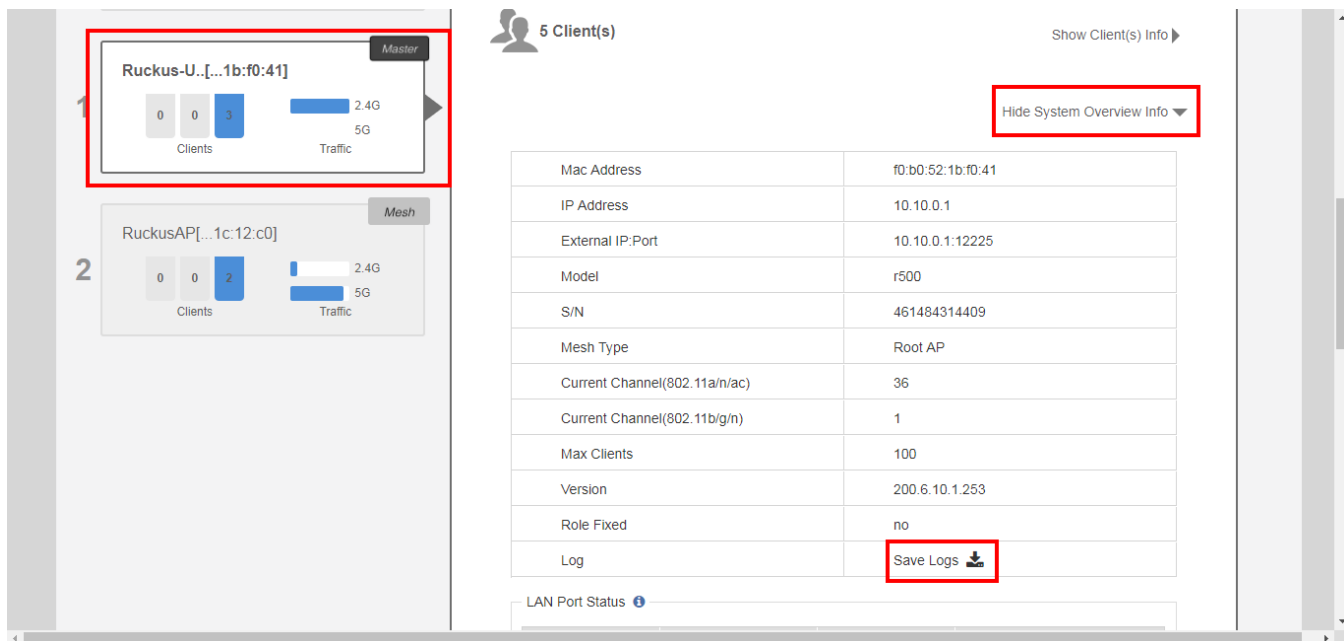 5 Client(s)
Show Client(s) Info
Master
Ruckus-U..[...1b:f0:41]
1
0 0 3
2.4G
5G
Clients
Traffic
Hide System Overview Info
Mesh
RuckusAP[...1c:12:c0]
2
0 0 2
2.4G
5G
Clients
Traffic
Mac Address f0:b0:52:1b:f0:41
IP Address 10.10.0.1
External IP:Port 10.10.0.1:12225
Model r500
S/N 461484314409
Mesh Type Root AP
Current Channel(802.11a/n/ac) 36
Current Channel(802.11b/g/n) 1
Max Clients 100
Version 200.6.10.1.253
Role Fixed no
Log Save Logs
LAN Port Status